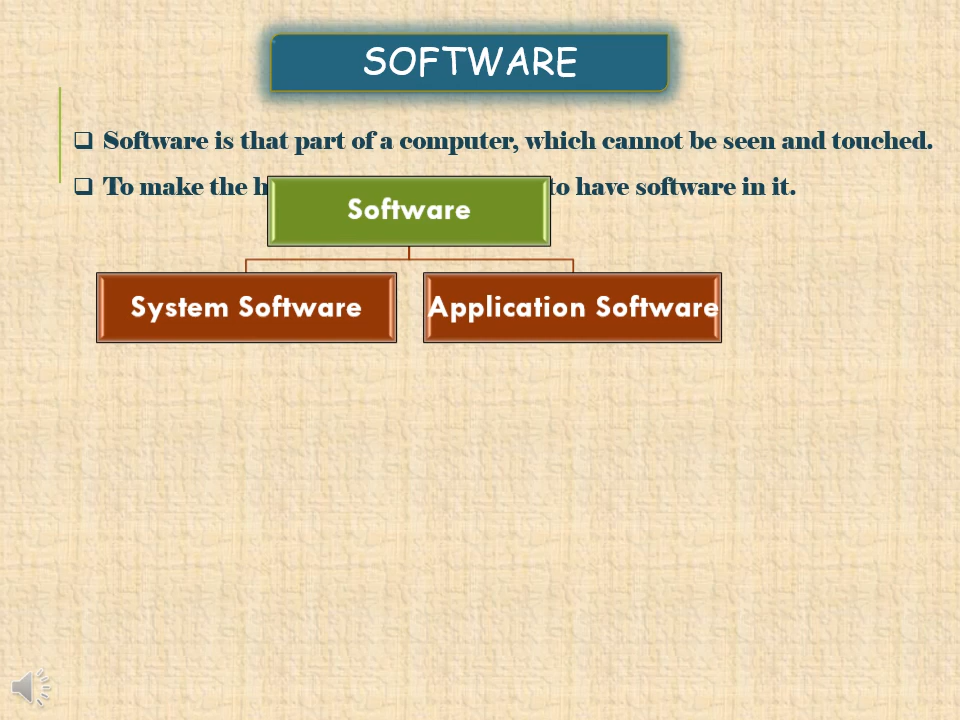 SOFTWARE
Software is that part of a computer, which cannot be seen and touched.
To make the to have software in it.
Software
System Software
Application Software